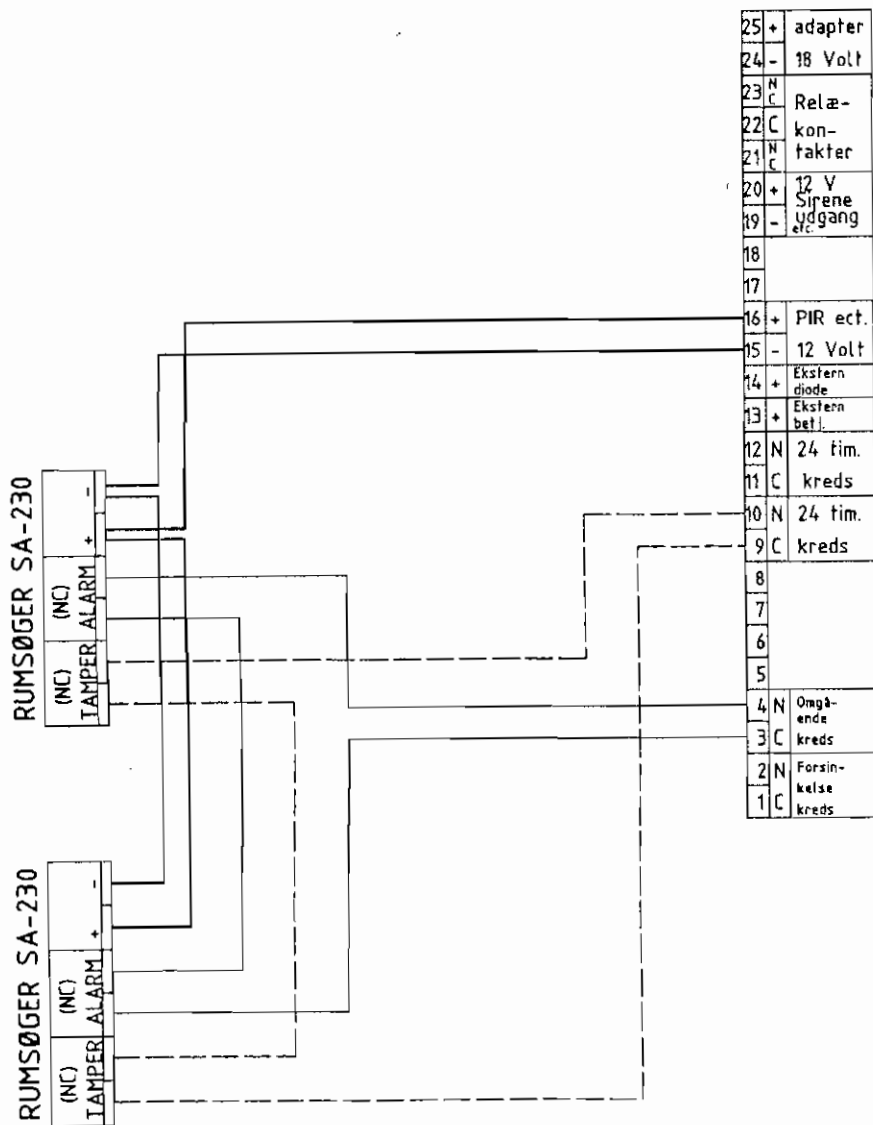 RUMSØGER SA-230
(NC) TAMPER
(NC) ALARM
+ -
RUMSØGER SA-230
(NC) TAMPER
(NC) ALARM
+ -
25 + adapter
24 - 18 Volt
23 NC Relæ-
22 C kon-
21 NC takter
20 + 12 V
Sirene
19 - udgang
etc.
18
17
16 + PIR ect.
15 - 12 Volt
14 + Ekstern
diode
13 + Ekstern
betj.
12 N 24 tim.
11 C kreds
10 N 24 tim.
9 C kreds
8
7
6
5
4 N Omgå-
ende
3 C kreds
2 N Forsin-
kelse
1 C kreds